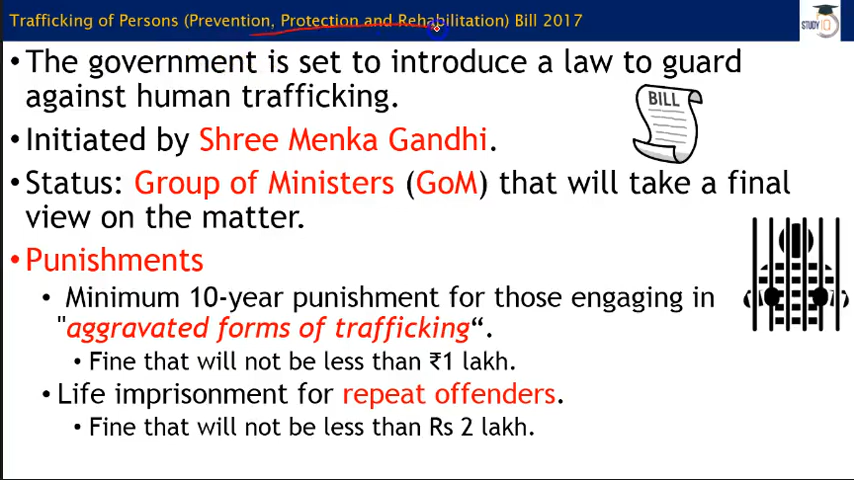 Trafficking of Persons (Prevention, Protection and Rehabilitation) Bill 2017
STUDY IQ
• The government is set to introduce a law to guard
against human trafficking.
BILL
• Initiated by Shree Menka Gandhi.
• Status: Group of Ministers (GoM) that will take a final
view on the matter.
• Punishments
• Minimum 10-year punishment for those engaging in
"aggravated forms of trafficking“.
• Fine that will not be less than ₹1 lakh.
• Life imprisonment for repeat offenders.
• Fine that will not be less than Rs 2 lakh.